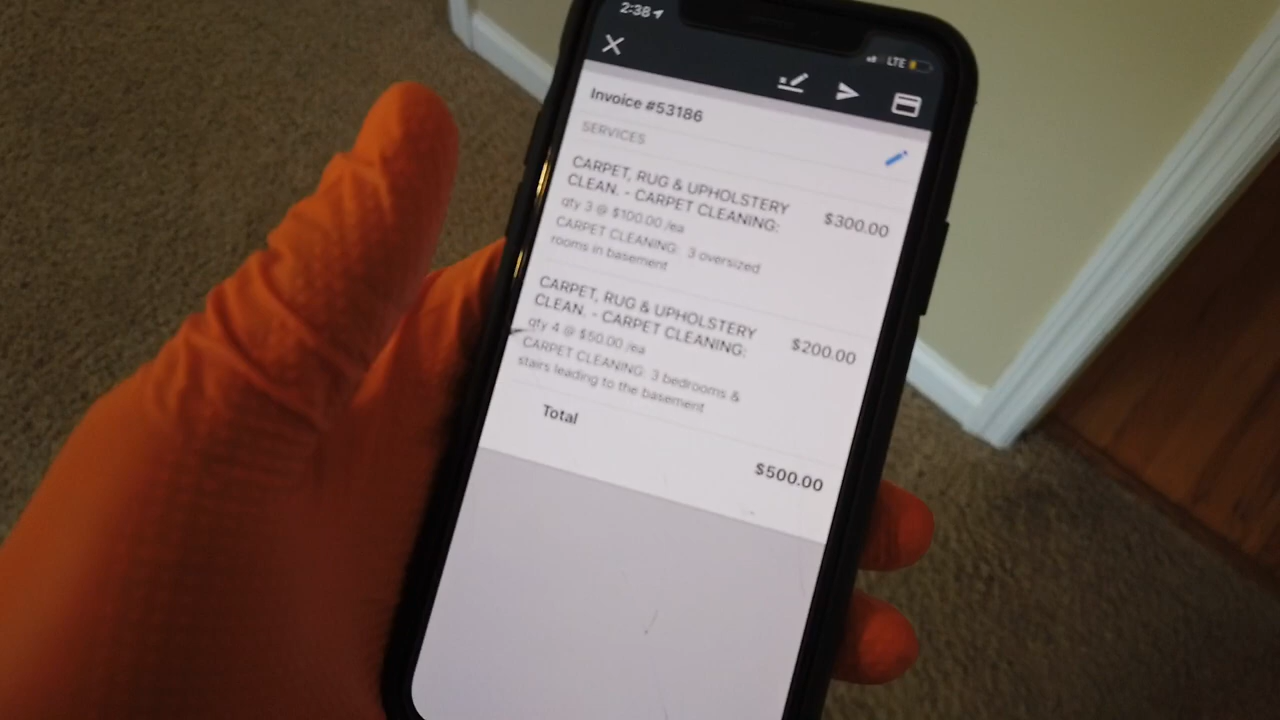 2:38
LTE
Invoice #53186
SERVICES
CARPET, RUG & UPHOLSTERY
CLEAN. - CARPET CLEANING:
$300.00
qty 3 @ $100.00 /ea
CARPET CLEANING: 3 oversized
rooms in basement
CARPET, RUG & UPHOLSTERY
CLEAN. - CARPET CLEANING:
$200.00
qty 4 @ $50.00 /ea
CARPET CLEANING: 3 bedrooms &
stairs leading to the basement
Total
$500.00